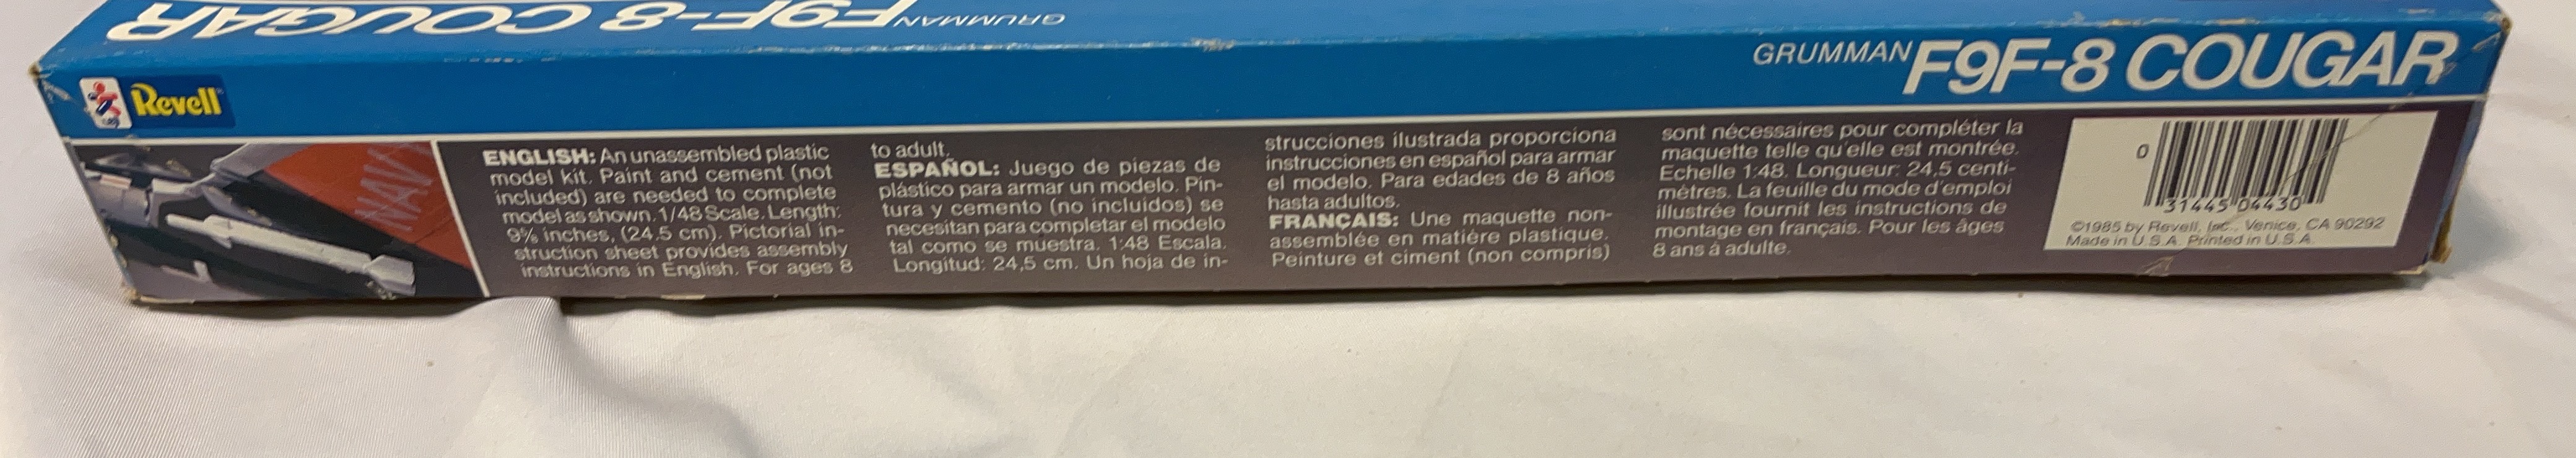 GRUMMAN F9F-8 COUGAR
Revell
GRUMMAN F9F-8 COUGAR
NAVY
ENGLISH: An unassembled plastic
model kit. Paint and cement (not
included) are needed to complete
model as shown. 1/48 Scale. Length:
9⅝ inches, (24,5 cm). Pictorial in-
struction sheet provides assembly
instructions in English. For ages 8
to adult.
ESPAÑOL: Juego de piezas de
plástico para armar un modelo. Pin-
tura y cemento (no incluidos) se
necesitan para completar el modelo
tal como se muestra. 1:48 Escala.
Longitud: 24,5 cm. Un hoja de in-
strucciones ilustrada proporciona
instrucciones en español para armar
el modelo. Para edades de 8 años
hasta adultos.
FRANÇAIS: Une maquette non-
assemblée en matière plastique.
Peinture et ciment (non compris)
sont nécessaires pour compléter la
maquette telle qu'elle est montrée.
Echelle 1:48. Longueur: 24,5 centi-
mètres. La feuille du mode d'emploi
illustrée fournit les instructions de
montage en français. Pour les âges
8 ans à adulte.
0 31445 04430
©1985 by Revell, Inc., Venice, CA 90292
Made in U.S.A. Printed in U.S.A.